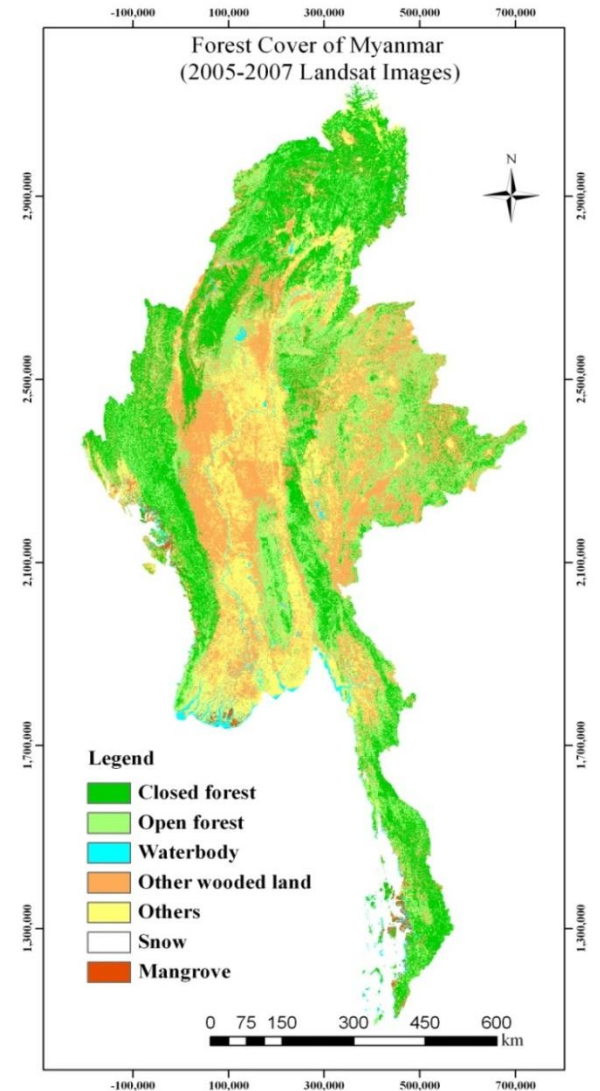 -100,000 100,000 300,000 500,000 700,000
Forest Cover of Myanmar
(2005-2007 Landsat Images)
N
2,900,000 2,900,000
2,500,000 2,500,000
2,100,000 2,100,000
1,700,000 1,700,000
Legend
Closed forest
Open forest
Waterbody
Other wooded land
Others
1,300,000 1,300,000
Snow
Mangrove
0 75 150 300 450 600
km
-100,000 100,000 300,000 500,000 700,000